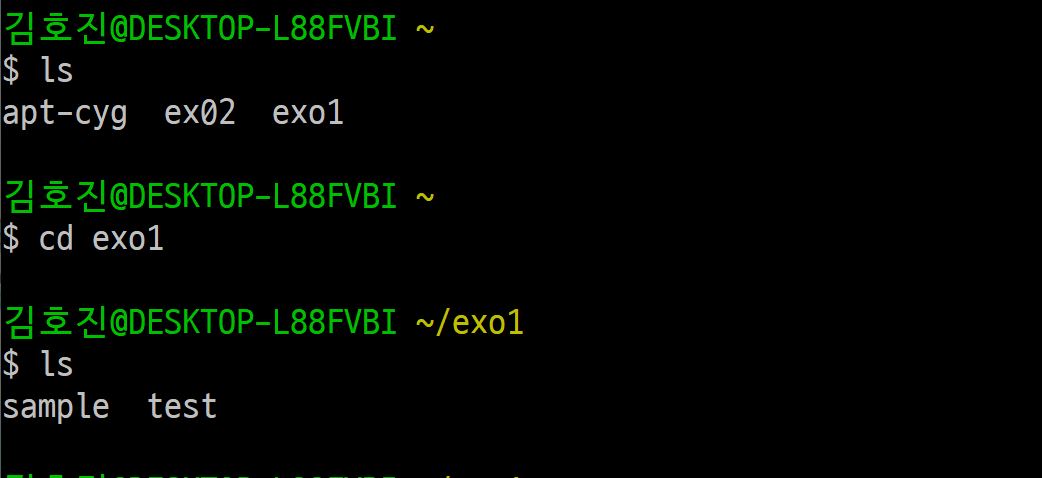 김호진@DESKTOP-L88FVBI ~
$ ls
apt-cyg  ex02  exo1
김호진@DESKTOP-L88FVBI ~
$ cd exo1
김호진@DESKTOP-L88FVBI ~/exo1
$ ls
sample  test